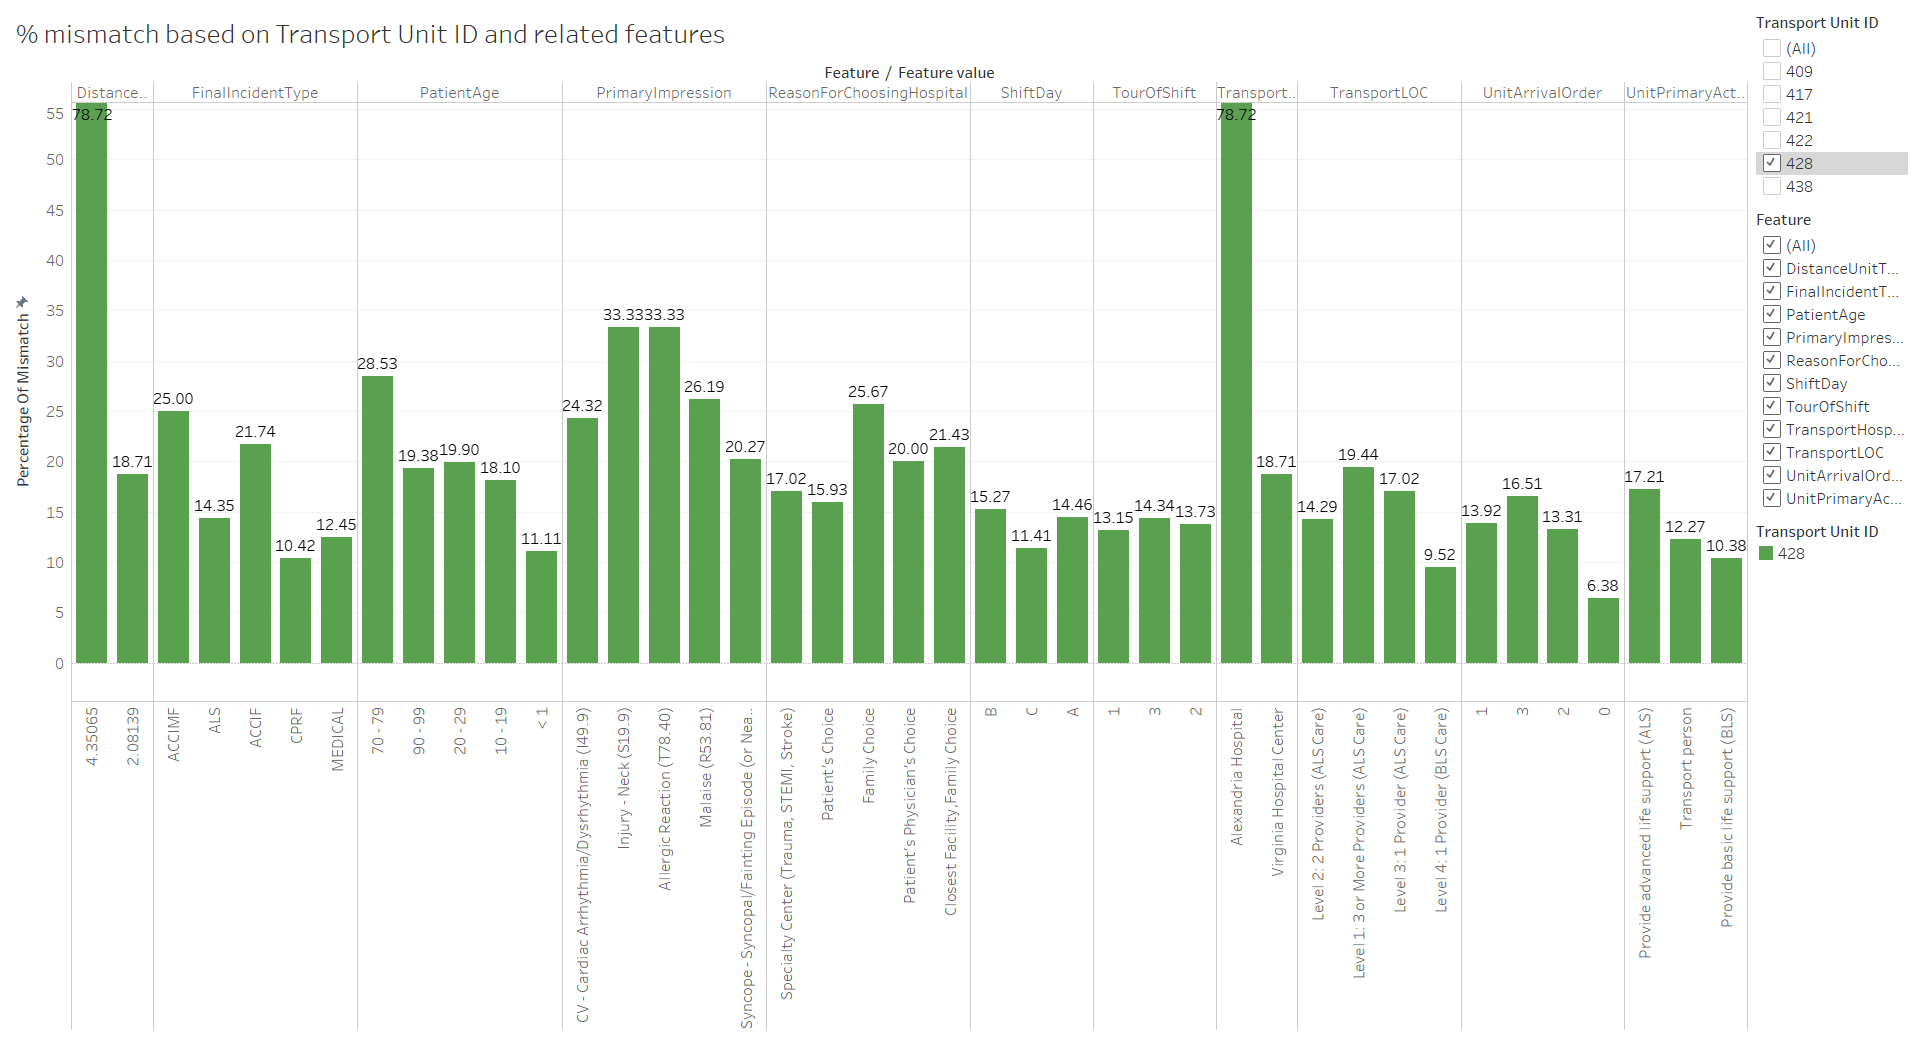 % mismatch based on Transport Unit ID and related features
Feature / Feature value
Distance.. FinalIncidentType PatientAge PrimaryImpression ReasonForChoosingHospital ShiftDay TourOfShift Transport.. TransportLOC UnitArrivalOrder UnitPrimaryAct..
Percentage Of Mismatch
55
50
45
40
35
30
25
20
15
10
5
0
78.72 18.71 25.00 14.35 21.74 10.42 12.45 28.53 19.38 19.90 18.10 11.11 24.32 33.33 33.33 26.19 20.27 17.02 15.93 25.67 20.00 21.43 15.27 11.41 14.46 13.15 14.34 13.73 78.72 18.71 14.29 19.44 17.02 9.52 13.92 16.51 13.31 6.38 17.21 12.27 10.38
4.35065
2.08139
ACCIMF
ALS
ACCIF
CPRF
MEDICAL
70 - 79
90 - 99
20 - 29
10 - 19
< 1
CV - Cardiac Arrhythmia/Dysrhythmia (I49.9)
Injury - Neck (S19.9)
Allergic Reaction (T78.40)
Malaise (R53.81)
Syncope - Syncopal/Fainting Episode (or Nea..
Specialty Center (Trauma, STEMI, Stroke)
Patient's Choice
Family Choice
Patient's Physician's Choice
Closest Facility,Family Choice
B
C
A
1
3
2
Alexandria Hospital
Virginia Hospital Center
Level 2: 2 Providers (ALS Care)
Level 1: 3 or More Providers (ALS Care)
Level 3: 1 Provider (ALS Care)
Level 4: 1 Provider (BLS Care)
1
3
2
0
Provide advanced life support (ALS)
Transport person
Provide basic life support (BLS)
Transport Unit ID
(All)
409
417
421
422
428
438
Feature
(All)
DistanceUnitT...
FinalIncidentT...
PatientAge
PrimaryImpres...
ReasonForCho...
ShiftDay
TourOfShift
TransportHosp...
TransportLOC
UnitArrivalOrd...
UnitPrimaryAc...
Transport Unit ID
428